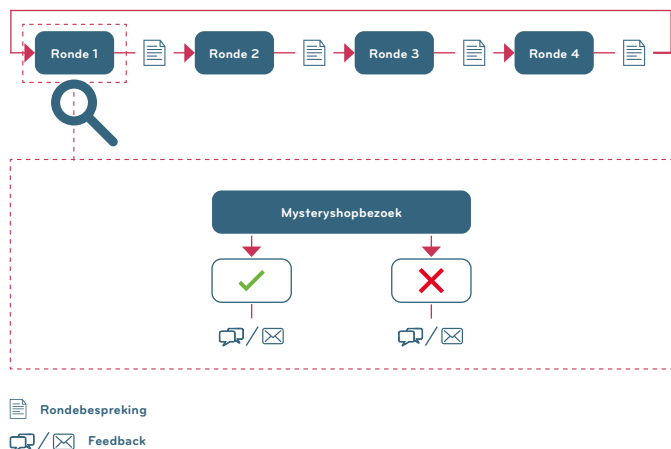 Ronde 1
Ronde 2
Ronde 3
Ronde 4
Mysteryshopbezoek
Rondebespreking
Feedback